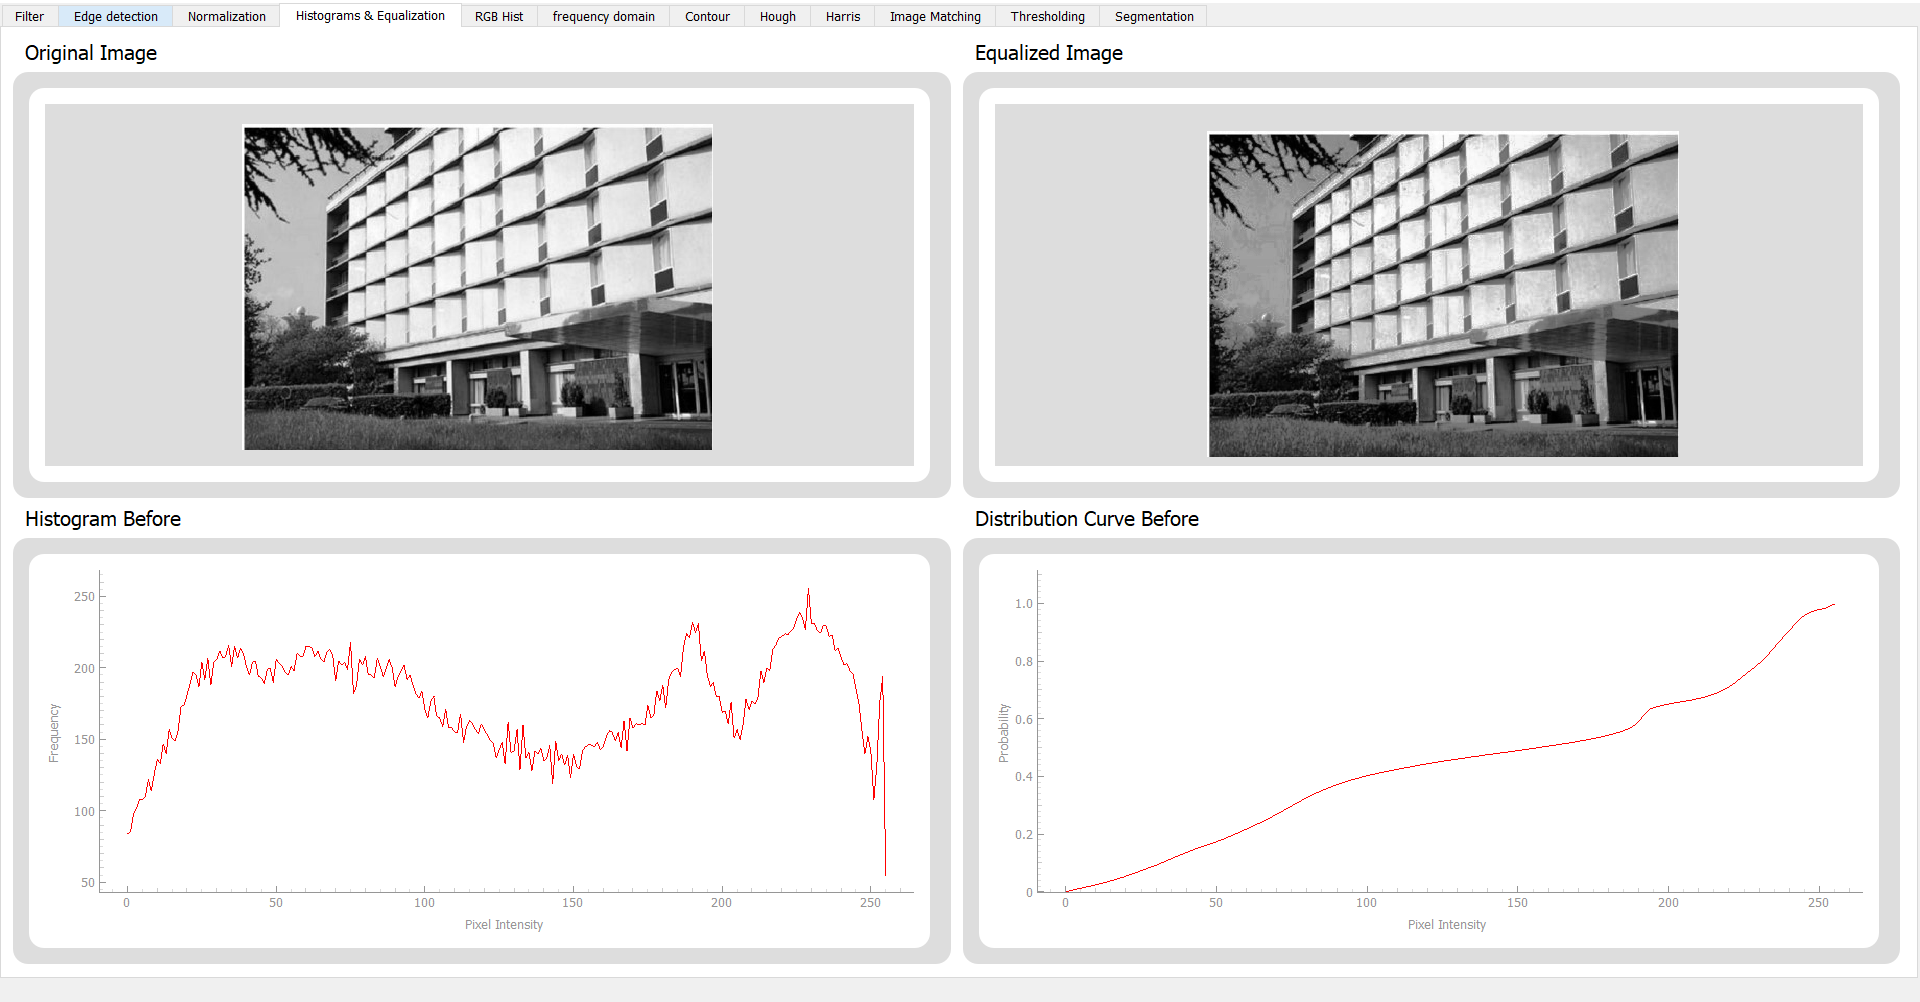 Filter Edge detection Normalization Histograms & Equalization RGB Hist frequency domain Contour Hough Harris Image Matching Thresholding Segmentation
Original Image
Equalized Image
Histogram Before
250
200
150
100
50
Frequency
0 50 100 150 200 250
Pixel Intensity
Distribution Curve Before
1.0
0.8
0.6
0.4
0.2
0
Probability
0 50 100 150 200 250
Pixel Intensity